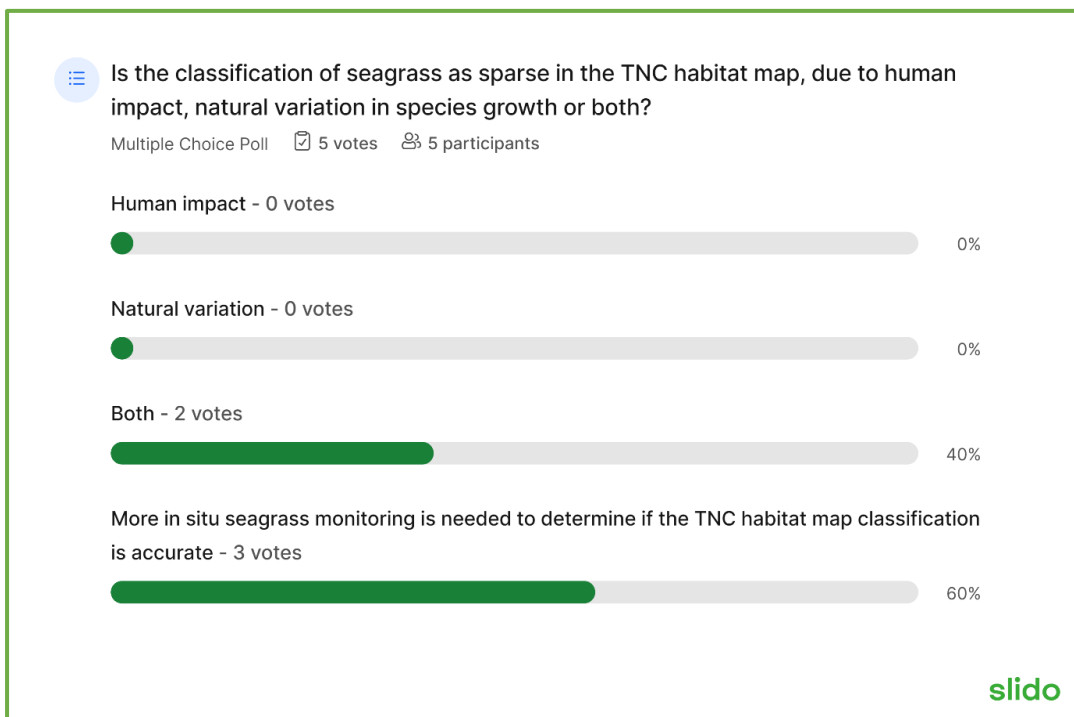 Is the classification of seagrass as sparse in the TNC habitat map, due to human
impact, natural variation in species growth or both?
Multiple Choice Poll 5 votes 5 participants
Human impact - 0 votes
0%
Natural variation - 0 votes
0%
Both - 2 votes
40%
More in situ seagrass monitoring is needed to determine if the TNC habitat map classification
is accurate - 3 votes
60%
slido